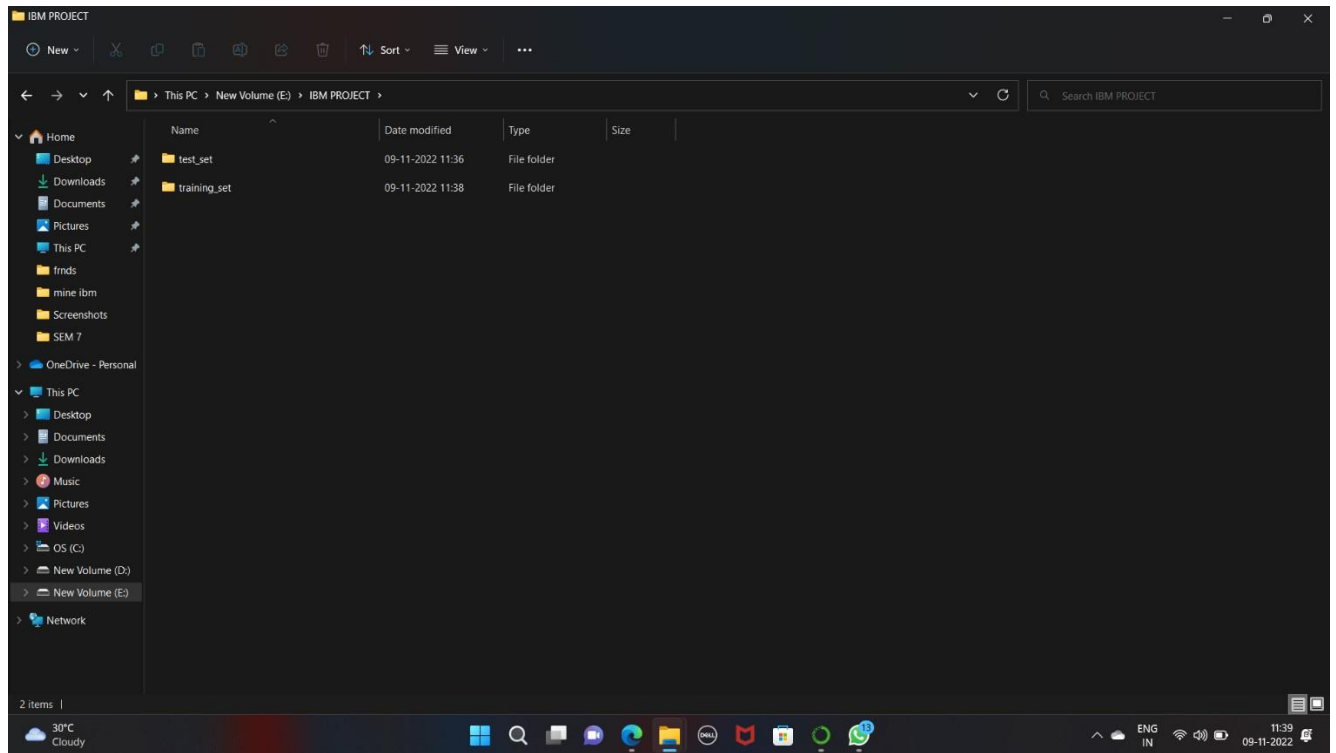 IBM PROJECT
New
Sort
View
This PC > New Volume (E:) > IBM PROJECT >
Search IBM PROJECT
Name Date modified Type Size
test_set 09-11-2022 11:36 File folder
training_set 09-11-2022 11:38 File folder
Home
Desktop
Downloads
Documents
Pictures
This PC
frnds
mine ibm
Screenshots
SEM 7
OneDrive - Personal
This PC
Desktop
Documents
Downloads
Music
Pictures
Videos
OS (C:)
New Volume (D:)
New Volume (E:)
Network
2 items
30°C
Cloudy
DELL
13
ENG
IN
11:39
09-11-2022